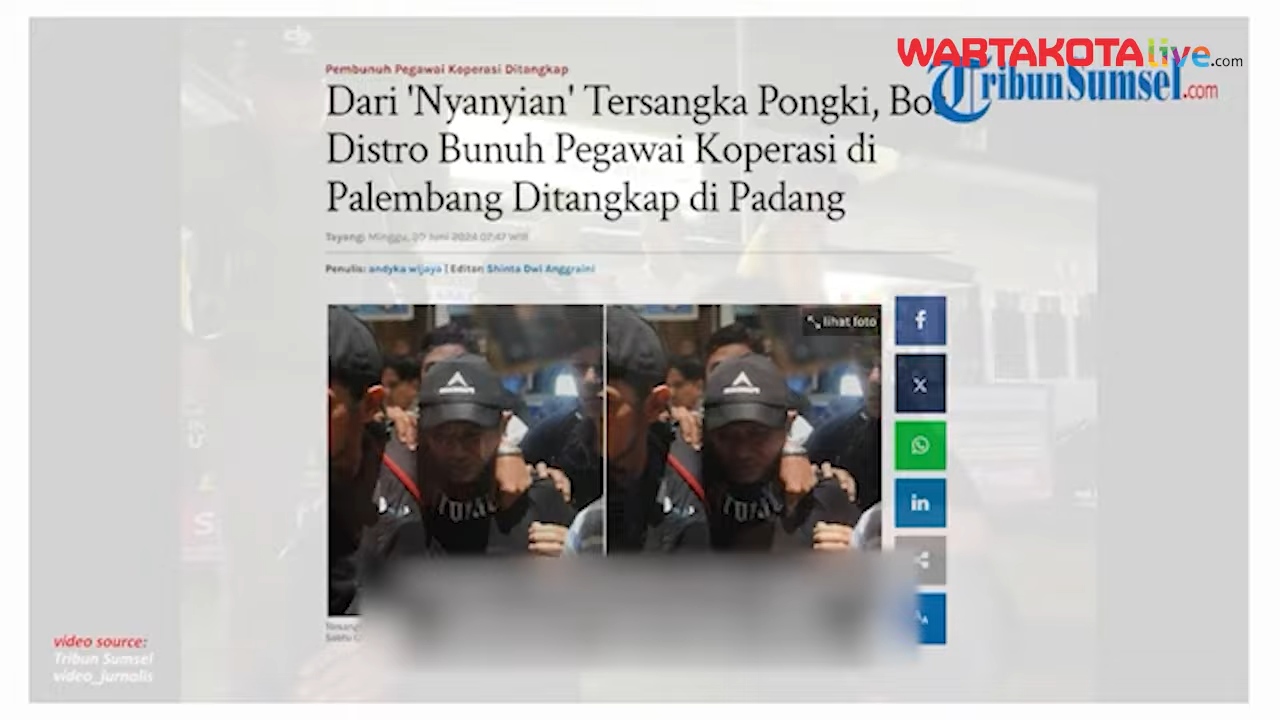 WARTAKOTAlive.com
TribunSumsel.com
Pembunuh Pegawai Koperasi Ditangkap
Dari 'Nyanyian' Tersangka Pongki, Bo
Distro Bunuh Pegawai Koperasi di
Palembang Ditangkap di Padang
Tayang: Minggu, 09 Juni 2024 07:47 WIB
Penulis: andyka wijaya | Editor: Shinta Dwi Anggraini
lihat foto
video source:
Tribun Sumsel
video_jurnalis